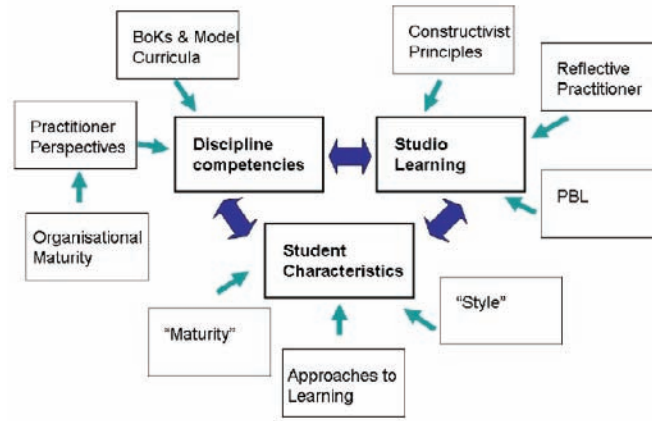 BoKs & Model
Curricula
Constructivist
Principles
Reflective
Practitioner
Practitioner
Perspectives
Discipline
competencies
Studio
Learning
PBL
Organisational
Maturity
Student
Characteristics
"Maturity"
"Style"
Approaches to
Learning